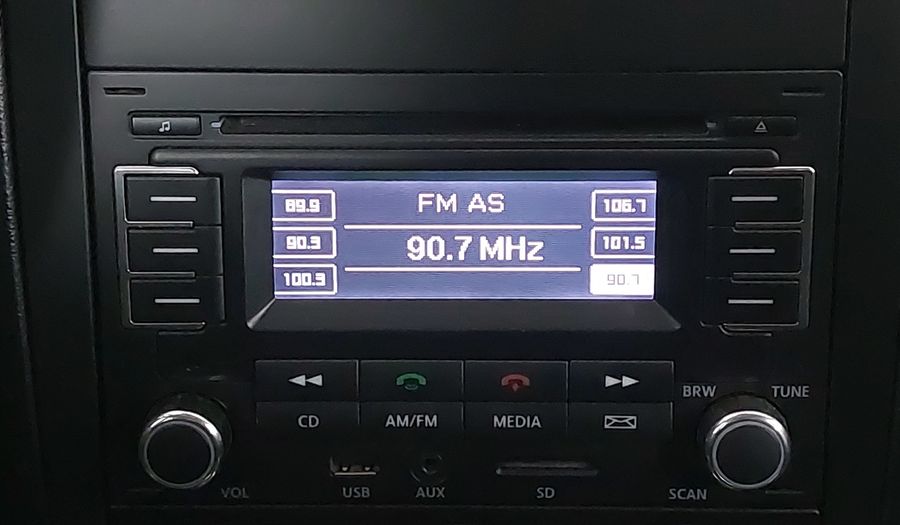 89.9 FM AS 106.7
90.3 90.7 MHz 101.5
100.3 90.7
BRW TUNE
CD AM/FM MEDIA
VOL USB AUX SD SCAN